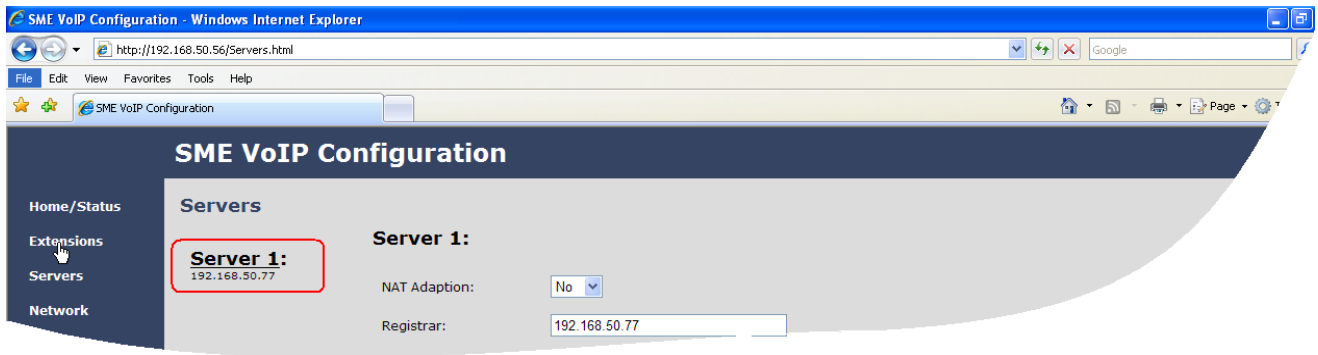 SME VoIP Configuration - Windows Internet Explorer
http://192.168.50.56/Servers.html
Google
File Edit View Favorites Tools Help
SME VoIP Configuration
Page
SME VoIP Configuration
Home/Status
Extensions
Servers
Network
Servers
Server 1:
192.168.50.77
Server 1:
NAT Adaption: No
Registrar: 192.168.50.77